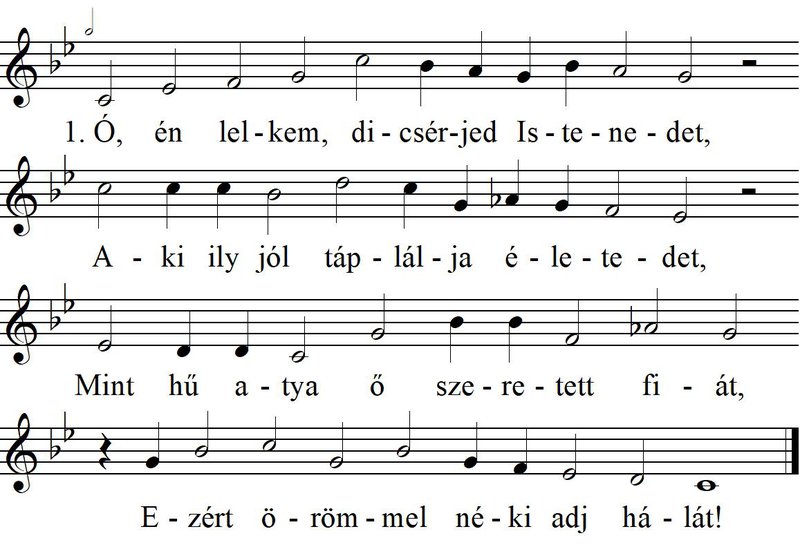 1. Ó, én lel-kem, di-csér-jed Is-te-ne-det,
A-ki ily jól táp-lál-ja é-le-te-det,
Mint hű a-tya ő sze-re-tett fi-át,
E-zért ö-röm-mel né-ki adj há-lát!